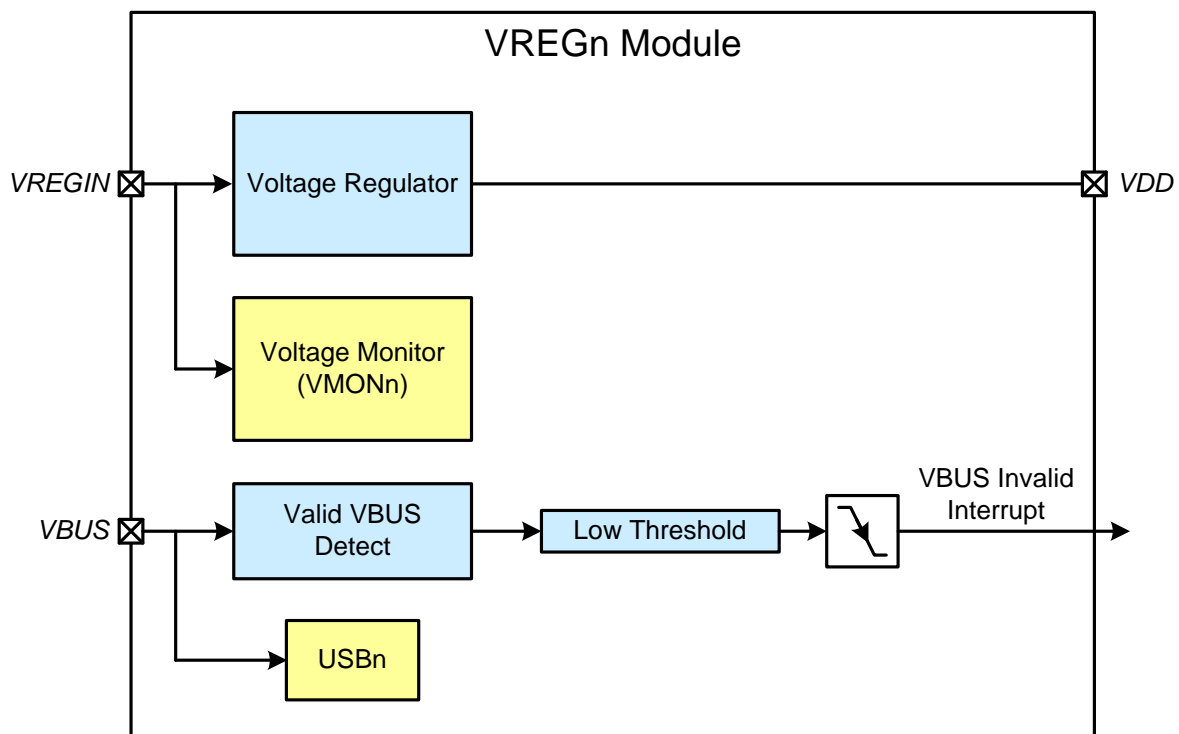 VREGn Module
VREGIN
Voltage Regulator
VDD
Voltage Monitor
(VMONn)
VBUS
Valid VBUS
Detect
Low Threshold
VBUS Invalid
Interrupt
USBn